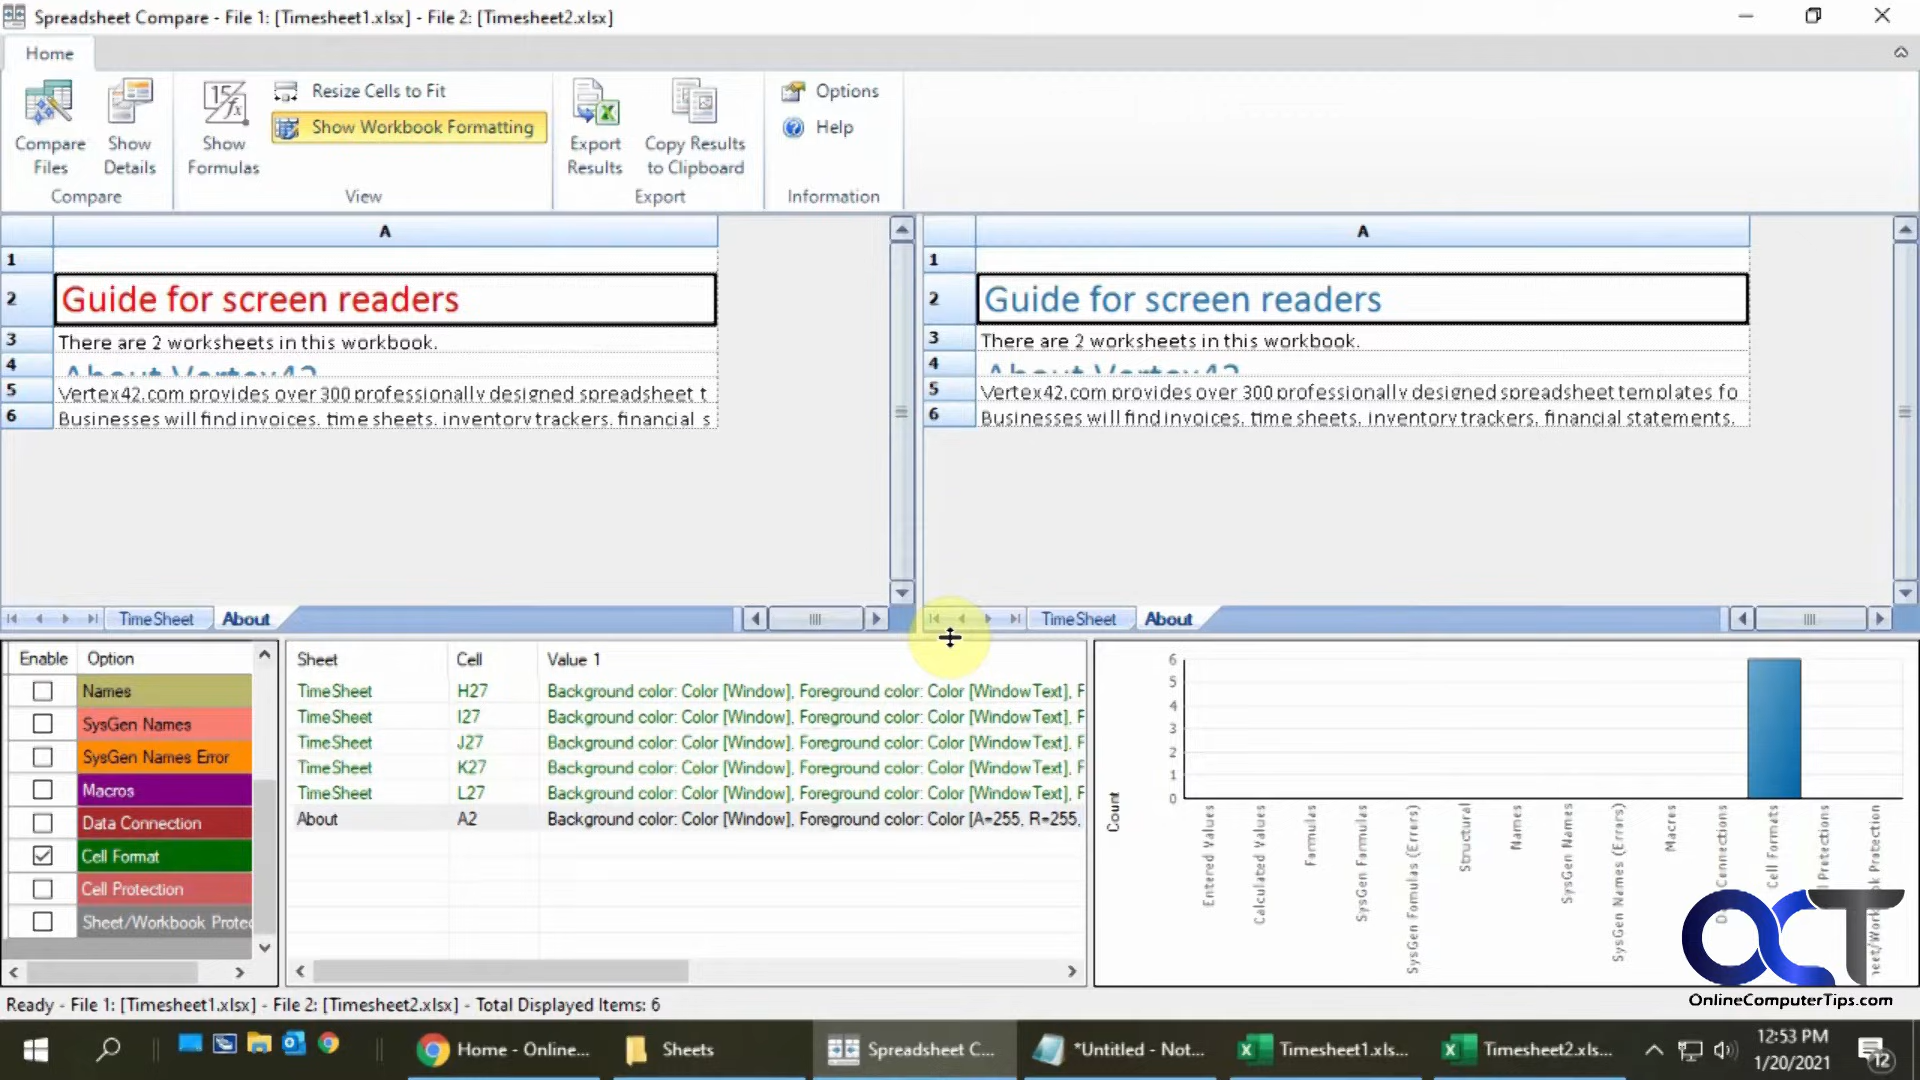 Spreadsheet Compare - File 1: [Timesheet1.xlsx] - File 2: [Timesheet2.xlsx]
Home
Compare Files
Show Details
Compare
Show Formulas
Resize Cells to Fit
Show Workbook Formatting
View
Export Results
Copy Results to Clipboard
Export
Options
Help
Information
A
1
2 Guide for screen readers
3 There are 2 worksheets in this workbook.
4 About Vertex42
5 Vertex42.com provides over 300 professionally designed spreadsheet t
6 Businesses will find invoices, time sheets, inventory trackers, financial s
TimeSheet About
A
1
2 Guide for screen readers
3 There are 2 worksheets in this workbook.
4 About Vertex42
5 Vertex42.com provides over 300 professionally designed spreadsheet templates fo
6 Businesses will find invoices, time sheets, inventory trackers, financial statements,
TimeSheet About
Enable Option
Names
SysGen Names
SysGen Names Error
Macros
Data Connection
Cell Format
Cell Protection
Sheet/Workbook Protec
Sheet Cell Value 1
TimeSheet H27 Background color: Color [Window], Foreground color: Color [WindowText], F
TimeSheet I27 Background color: Color [Window], Foreground color: Color [WindowText], F
TimeSheet J27 Background color: Color [Window], Foreground color: Color [WindowText], F
TimeSheet K27 Background color: Color [Window], Foreground color: Color [WindowText], F
TimeSheet L27 Background color: Color [Window], Foreground color: Color [WindowText], F
About A2 Background color: Color [Window], Foreground color: Color [A=255, R=255,
6
5
4
3
2
1
0
Count
Entered Values
Calculated Values
Formulas
SysGen Formulas
SysGen Formulas (Errors)
Structural
Names
SysGen Names
SysGen Names (Errors)
Macros
Connections
Cell Formats
Protections
heet/Work Protection
OCT
OnlineComputerTips.com
Ready - File 1: [Timesheet1.xlsx] - File 2: [Timesheet2.xlsx] - Total Displayed Items: 6
Home - Online...
Sheets
Spreadsheet C...
*Untitled - Not...
Timesheet1.xls...
Timesheet2.xls...
12:53 PM
1/20/2021
12